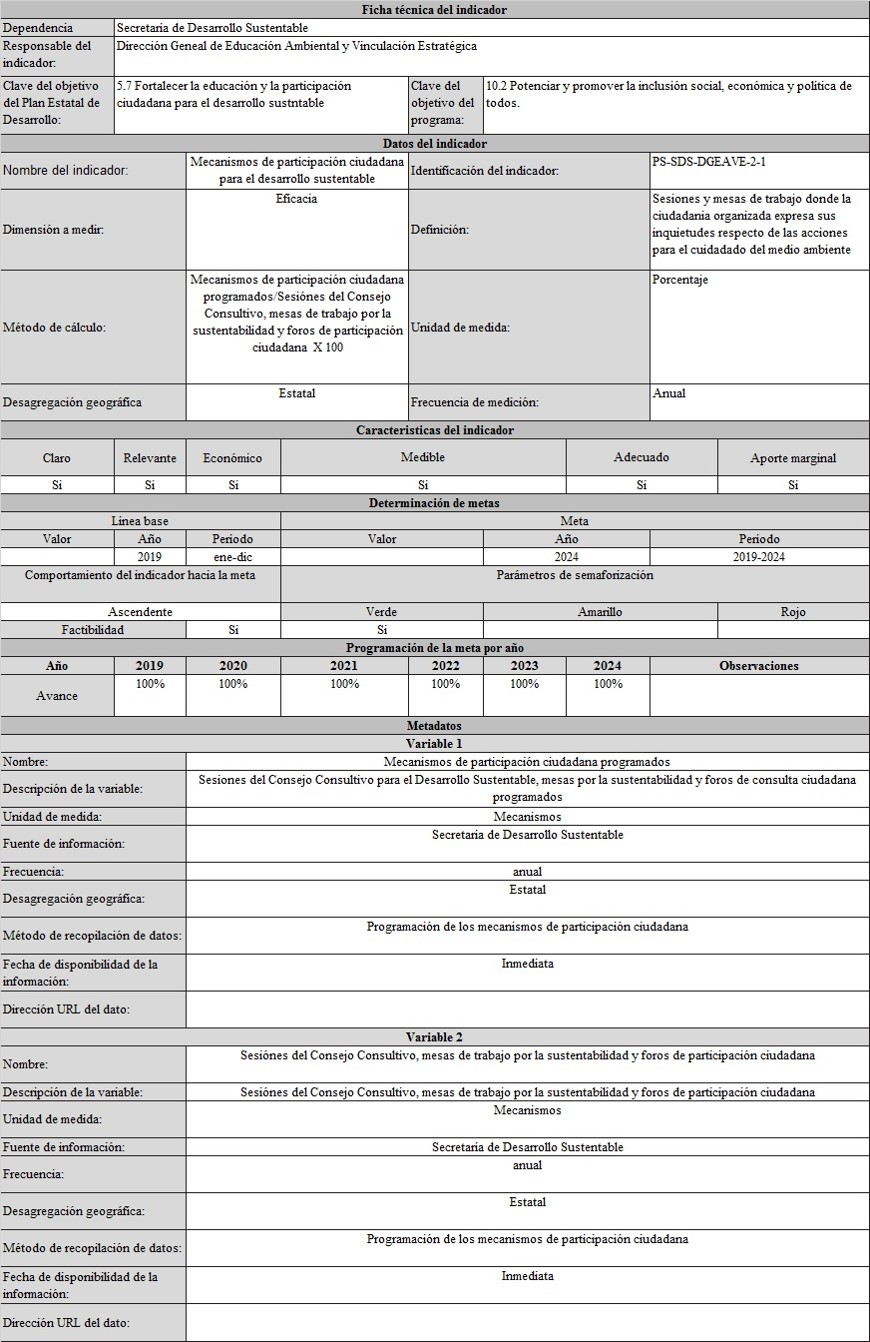 Ficha técnica del indicador
Dependencia Secretaría de Desarrollo Sustentable
Responsable del indicador: Dirección Geneal de Educación Ambiental y Vinculación Estratégica
Clave del objetivo del Plan Estatal de Desarrollo: 5.7 Fortalecer la educación y la participación ciudadana para el desarrollo sustntable Clave del objetivo del programa: 10.2 Potenciar y promover la inclusión social, económica y política de todos.
Datos del indicador
Nombre del indicador: Mecanismos de participación ciudadana para el desarrollo sustentable Identificación del indicador: PS-SDS-DGEAVE-2-1
Dimensión a medir: Eficacia Definición: Sesiones y mesas de trabajo donde la ciudadania organizada expresa sus inquietudes respecto de las acciones para el cuidadado del medio ambiente
Método de cálculo: Mecanismos de participación ciudadana programados/Sesiónes del Consejo Consultivo, mesas de trabajo por la sustentabilidad y foros de participación ciudadana X 100 Unidad de medida: Porcentaje
Desagregación geográfica Estatal Frecuencia de medición: Anual
Caracteristicas del indicador
Claro Relevante Económico Medible Adecuado Aporte marginal
Si Si Si Si Si Si
Determinación de metas
Línea base Meta
Valor Año Periodo Valor Año Periodo
2019 ene-dic 2024 2019-2024
Comportamiento del indicador hacia la meta Parámetros de semaforización
Ascendente Verde Amarillo Rojo
Factibilidad Si Si
Programación de la meta por año
Año 2019 2020 2021 2022 2023 2024 Observaciones
Avance 100% 100% 100% 100% 100% 100%
Metadatos
Variable 1
Nombre: Mecanismos de participación ciudadana programados
Descripción de la variable: Sesiones del Consejo Consultivo para el Desarrollo Sustentable, mesas por la sustentabilidad y foros de consulta ciudadana programados
Unidad de medida: Mecanismos
Fuente de información: Secretaría de Desarrollo Sustentable
Frecuencia: anual
Desagregación geográfica: Estatal
Método de recopilación de datos: Programación de los mecanismos de participación ciudadana
Fecha de disponibilidad de la información: Inmediata
Dirección URL del dato:
Variable 2
Nombre: Sesiónes del Consejo Consultivo, mesas de trabajo por la sustentabilidad y foros de participación ciudadana
Descripción de la variable: Sesiónes del Consejo Consultivo, mesas de trabajo por la sustentabilidad y foros de participación ciudadana
Unidad de medida: Mecanismos
Fuente de información: Secretaría de Desarrollo Sustentable
Frecuencia: anual
Desagregación geográfica: Estatal
Método de recopilación de datos: Programación de los mecanismos de participación ciudadana
Fecha de disponibilidad de la información: Inmediata
Dirección URL del dato: